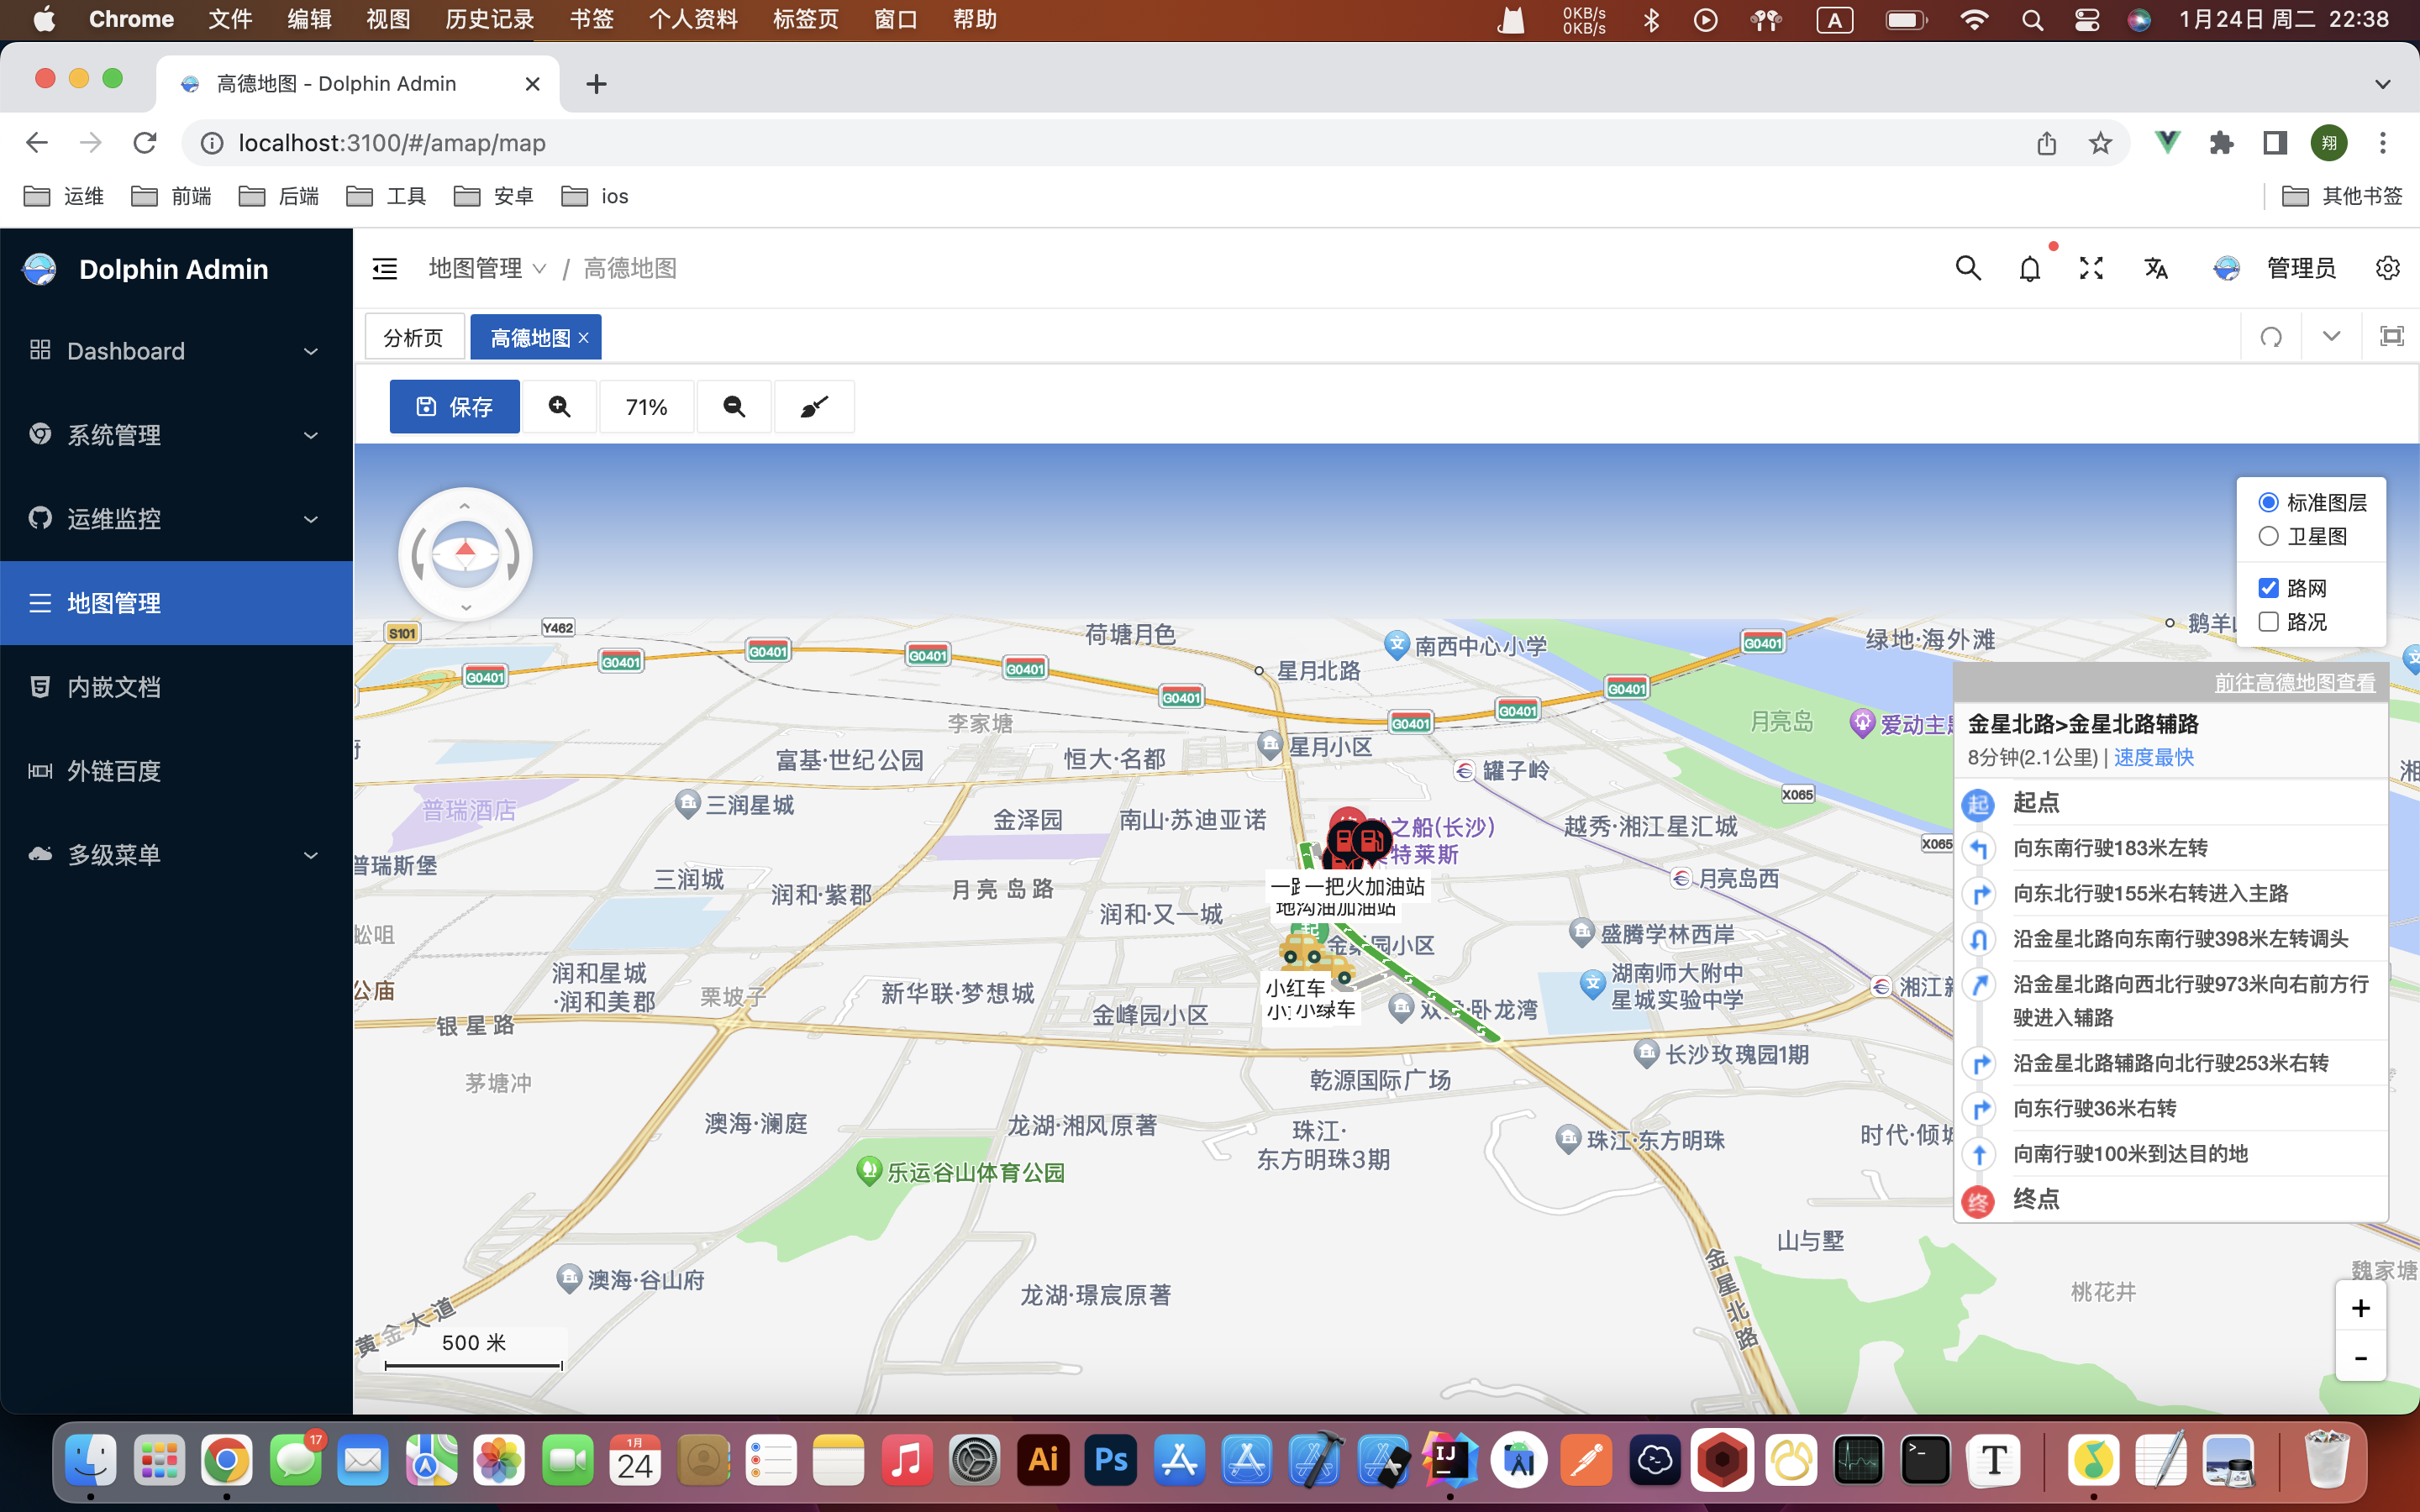 Chrome 文件 编辑 视图 历史记录 书签 个人资料 标签页 窗口 帮助
0KB/s
0KB/s
A
1月24日 周二 22:38
高德地图 - Dolphin Admin
localhost:3100/#/amap/map
翔
运维 前端 后端 工具 安卓 ios 其他书签
Dolphin Admin
地图管理 / 高德地图
管理员
Dashboard
系统管理
运维监控
地图管理
内嵌文档
外链百度
多级菜单
分析页 高德地图
保存 71%
标准图层
卫星图
路网
路况
S101
Y462
G0401
G0401
G0401
G0401
G0401
G0401
G0401
G0401
G0401
G0401
荷塘月色
星月北路
文
南西中心小学
绿地·海外滩
李家塘
富基·世纪公园
恒大·名都
星月小区
罐子岭
月亮岛
普瑞酒店
三润星城
金泽园
南山·苏迪亚诺
之船(长沙)
特莱斯
越秀·湘江星汇城
X065
X065
普瑞斯堡
三润城
润和·紫郡
月亮岛路
润和·又一城
月亮岛西
一把火加油站
地沟油加油站
盛腾学林西岸
润和星城
·润和美郡
栗坡子
新华联·梦想城
小红车
小绿车
文
湖南师大附中
星城实验中学
公庙
银星路
金峰园小区
卧龙湾
长沙玫瑰园1期
茅塘冲
乾源国际广场
澳海·澜庭
龙湖·湘风原著
珠江·
东方明珠3期
珠江·东方明珠
乐运谷山体育公园
山与墅
澳海·谷山府
龙湖·璟宸原著
桃花井
魏家塘
黄金大道
金星北路
500 米
前往高德地图查看
金星北路>金星北路辅路
8分钟(2.1公里) | 速度最快
起 起点
向东南行驶183米左转
向东北行驶155米右转进入主路
沿金星北路向东南行驶398米左转调头
沿金星北路向西北行驶973米向右前方行
驶进入辅路
沿金星北路辅路向北行驶253米右转
向东行驶36米右转
向南行驶100米到达目的地
终 终点
+
-
17
1月
24
Ai
Ps
IJ
T